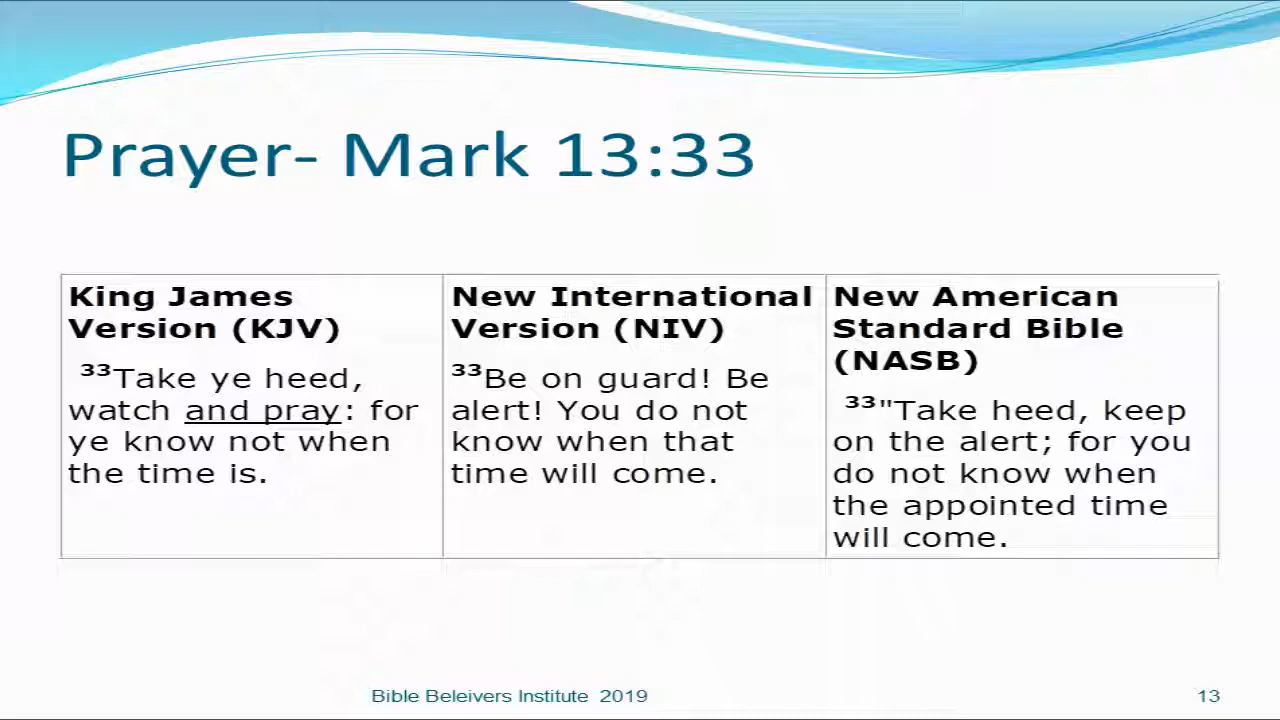 Prayer- Mark 13:33
King James
Version (KJV)
33Take ye heed,
watch and pray: for
ye know not when
the time is.
New International
Version (NIV)
33Be on guard! Be
alert! You do not
know when that
time will come.
New American
Standard Bible
(NASB)
33"Take heed, keep
on the alert; for you
do not know when
the appointed time
will come.
Bible Beleivers Institute 2019
13